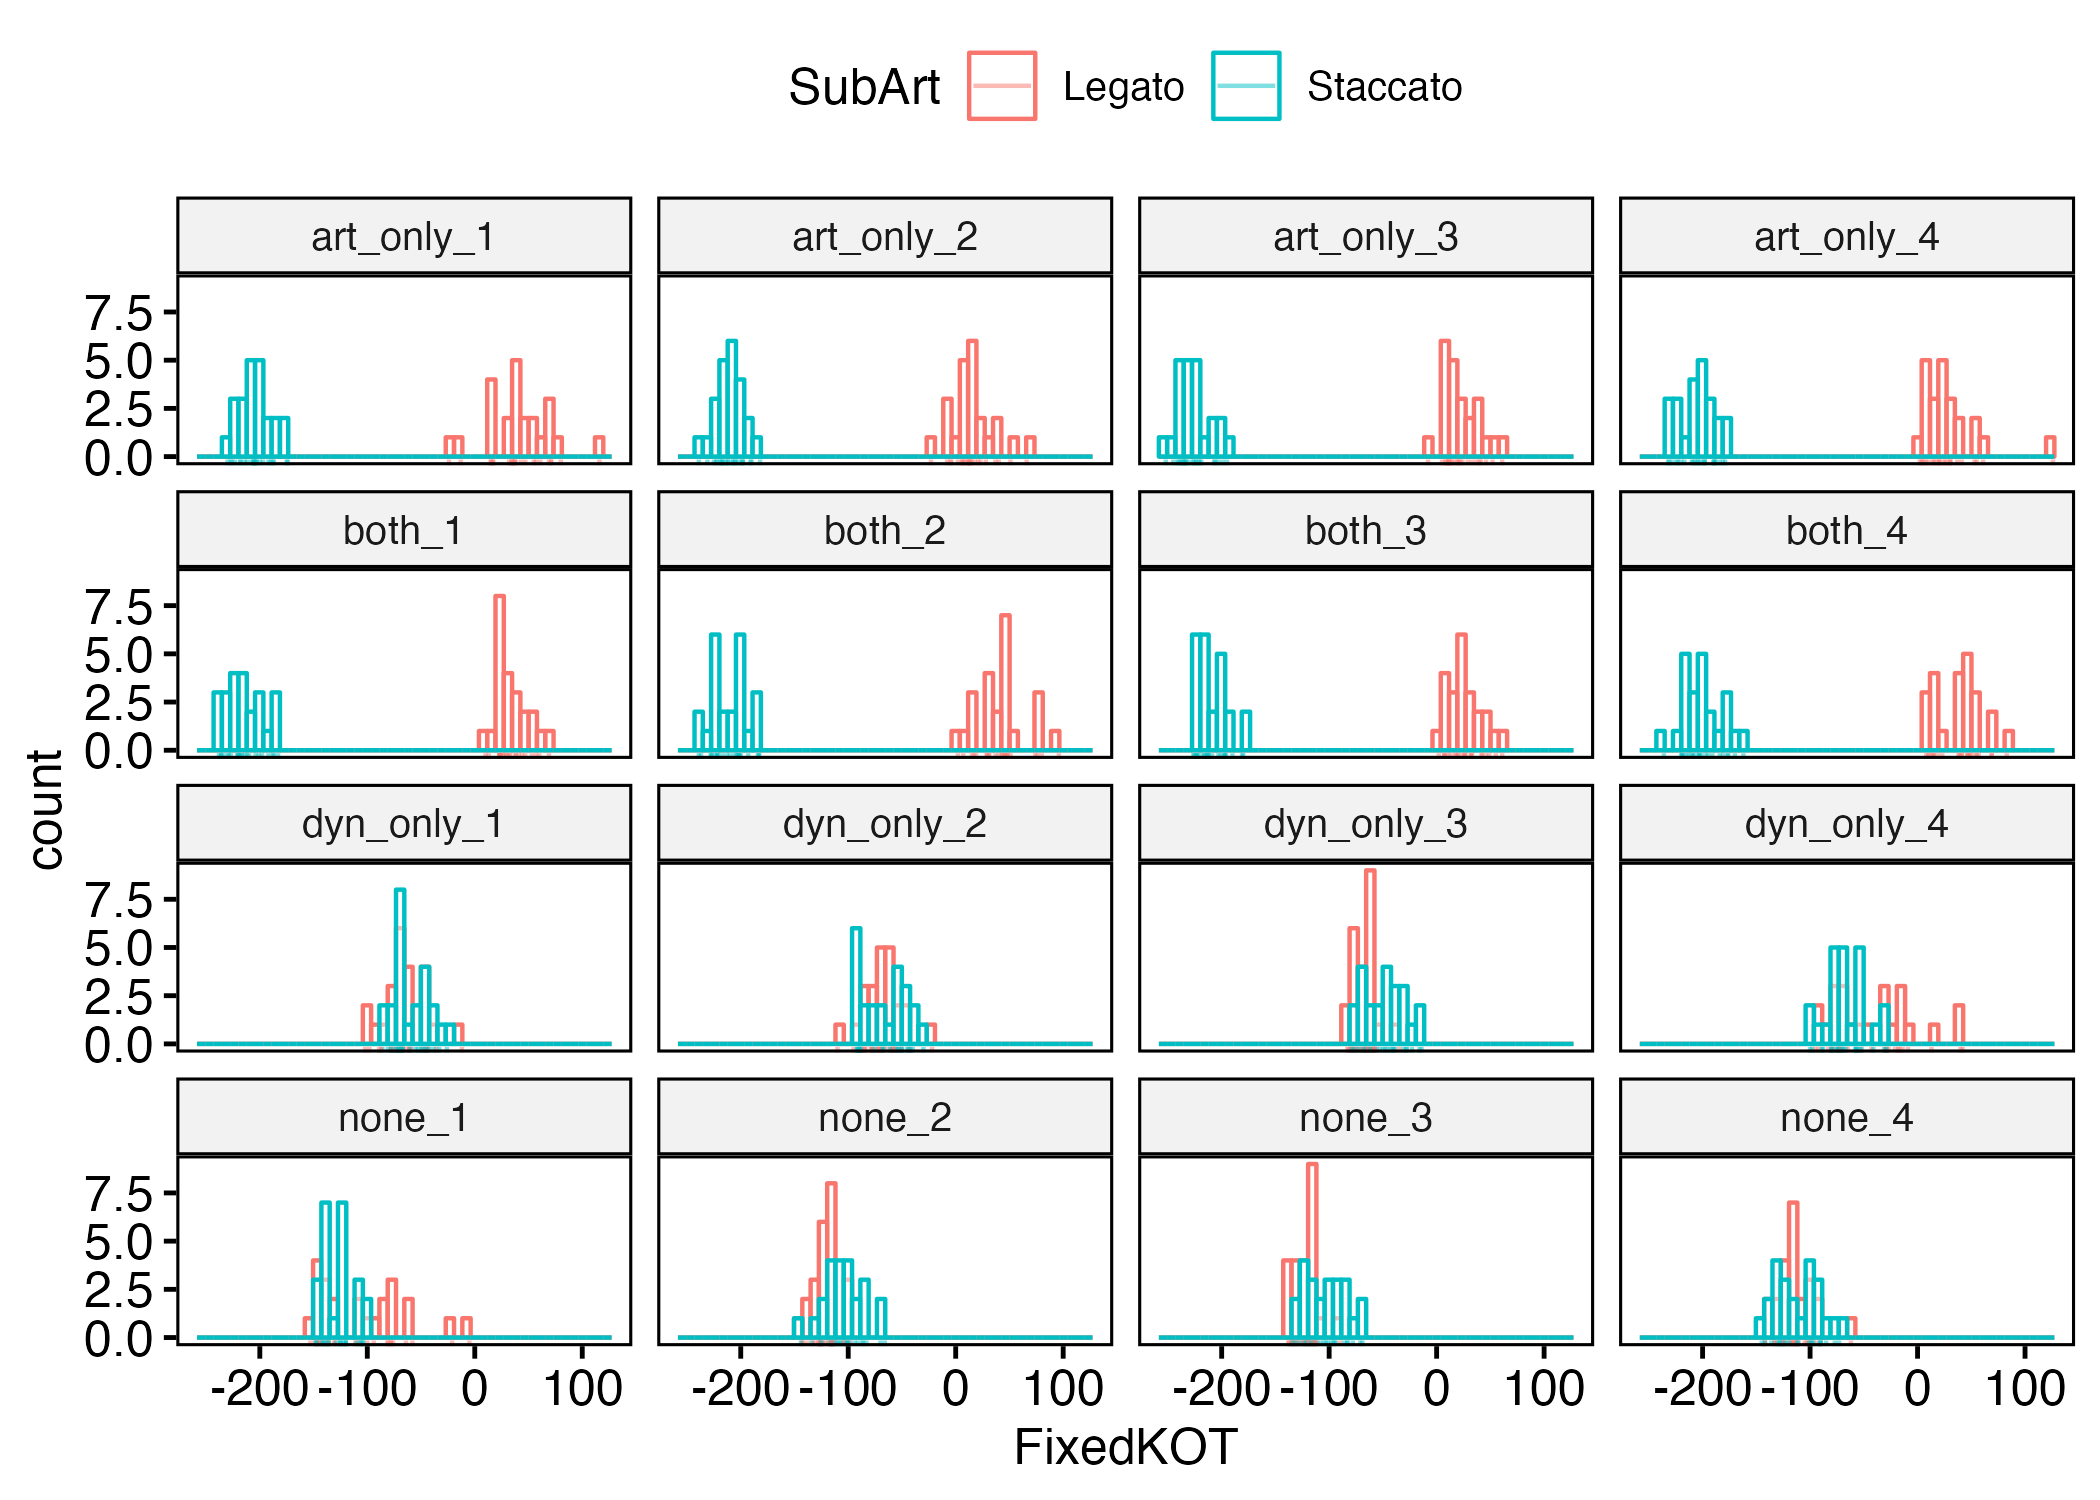 SubArt Legato Staccato
art_only_1 art_only_2 art_only_3 art_only_4
7.5
5.0
2.5
0.0
both_1 both_2 both_3 both_4
7.5
5.0
2.5
0.0
count
dyn_only_1 dyn_only_2 dyn_only_3 dyn_only_4
7.5
5.0
2.5
0.0
none_1 none_2 none_3 none_4
7.5
5.0
2.5
0.0
-200 -100 0 100 -200 -100 0 100 -200 -100 0 100 -200 -100 0 100
FixedKOT